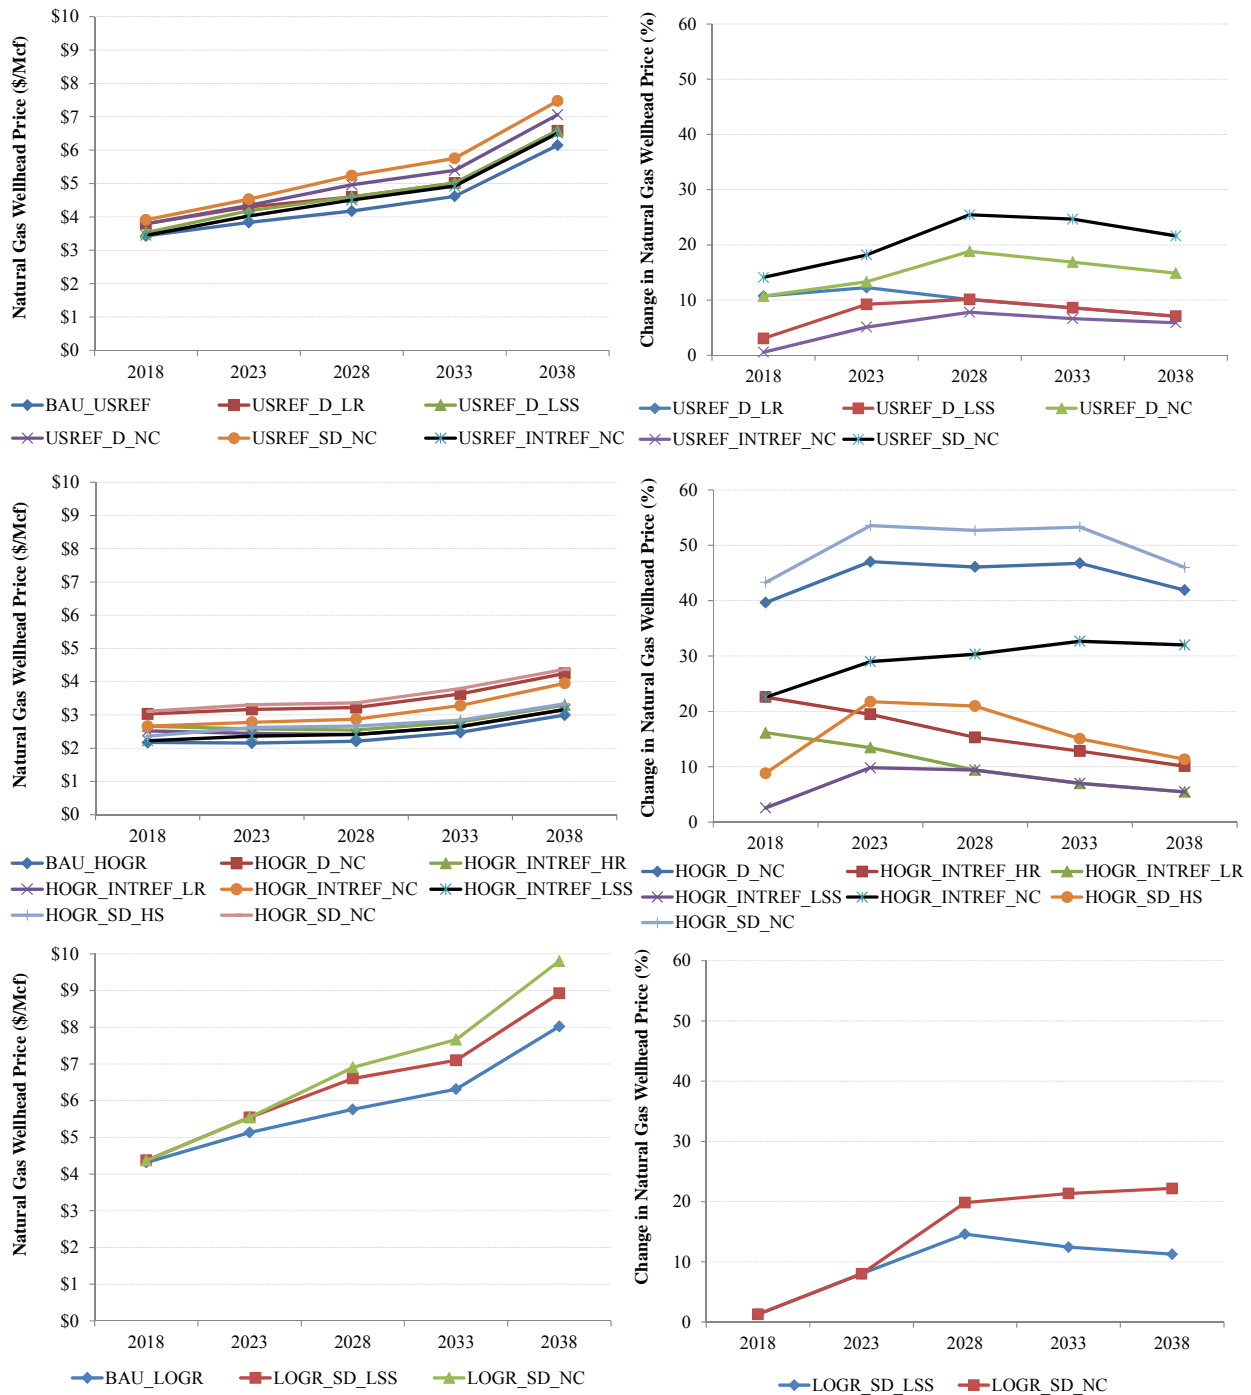 Natural Gas Wellhead Price ($/Mcf)
$10
$9
$8
$7
$6
$5
$4
$3
$2
$1
$0
2018 2023 2028 2033 2038
BAU_USREF USREF_D_LR USREF_D_LSS
USREF_D_NC USREF_SD_NC USREF_INTREF_NC
Change in Natural Gas Wellhead Price (%)
60
50
40
30
20
10
0
2018 2023 2028 2033 2038
USREF_D_LR USREF_D_LSS USREF_D_NC
USREF_INTREF_NC USREF_SD_NC
Natural Gas Wellhead Price ($/Mcf)
$10
$9
$8
$7
$6
$5
$4
$3
$2
$1
$0
2018 2023 2028 2033 2038
BAU_HOGR HOGR_D_NC HOGR_INTREF_HR
HOGR_INTREF_LR HOGR_INTREF_NC HOGR_INTREF_LSS
HOGR_SD_HS HOGR_SD_NC
Change in Natural Gas Wellhead Price (%)
60
50
40
30
20
10
0
2018 2023 2028 2033 2038
HOGR_D_NC HOGR_INTREF_HR HOGR_INTREF_LR
HOGR_INTREF_LSS HOGR_INTREF_NC HOGR_SD_HS
HOGR_SD_NC
Natural Gas Wellhead Price ($/Mcf)
$10
$9
$8
$7
$6
$5
$4
$3
$2
$1
$0
2018 2023 2028 2033 2038
BAU_LOGR LOGR_SD_LSS LOGR_SD_NC
Change in Natural Gas Wellhead Price (%)
60
50
40
30
20
10
0
2018 2023 2028 2033 2038
LOGR_SD_LSS LOGR_SD_NC